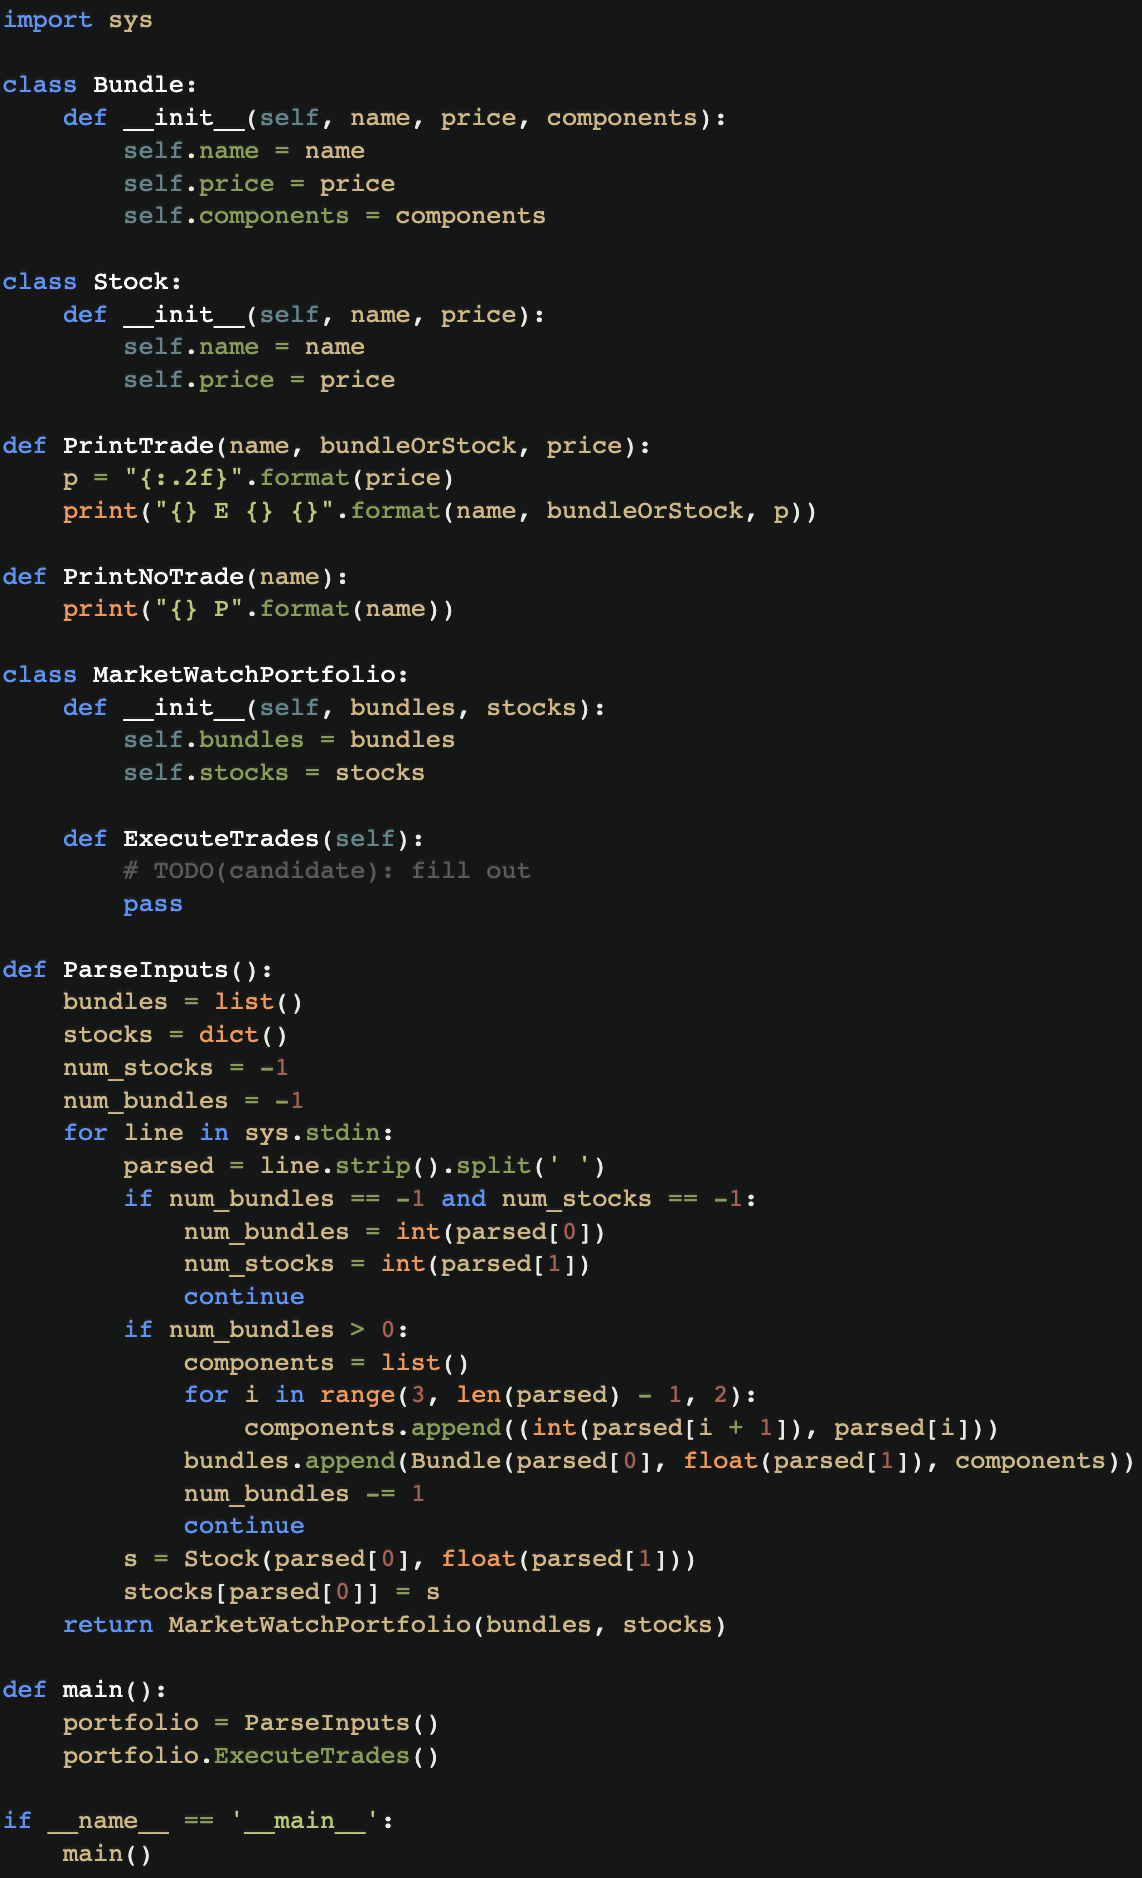 import sys

class Bundle:
    def __init__(self, name, price, components):
        self.name = name
        self.price = price
        self.components = components

class Stock:
    def __init__(self, name, price):
        self.name = name
        self.price = price

def PrintTrade(name, bundleOrStock, price):
    p = "{:.2f}".format(price)
    print("{} E {} {}".format(name, bundleOrStock, p))

def PrintNoTrade(name):
    print("{} P".format(name))

class MarketWatchPortfolio:
    def __init__(self, bundles, stocks):
        self.bundles = bundles
        self.stocks = stocks

    def ExecuteTrades(self):
        # TODO(candidate): fill out
        pass

def ParseInputs():
    bundles = list()
    stocks = dict()
    num_stocks = -1
    num_bundles = -1
    for line in sys.stdin:
        parsed = line.strip().split(' ')
        if num_bundles == -1 and num_stocks == -1:
            num_bundles = int(parsed[0])
            num_stocks = int(parsed[1])
            continue
        if num_bundles > 0:
            components = list()
            for i in range(3, len(parsed) - 1, 2):
                components.append((int(parsed[i + 1]), parsed[i]))
            bundles.append(Bundle(parsed[0], float(parsed[1]), components))
            num_bundles -= 1
            continue
        s = Stock(parsed[0], float(parsed[1]))
        stocks[parsed[0]] = s
    return MarketWatchPortfolio(bundles, stocks)

def main():
    portfolio = ParseInputs()
    portfolio.ExecuteTrades()

if __name__ == '__main__':
    main()